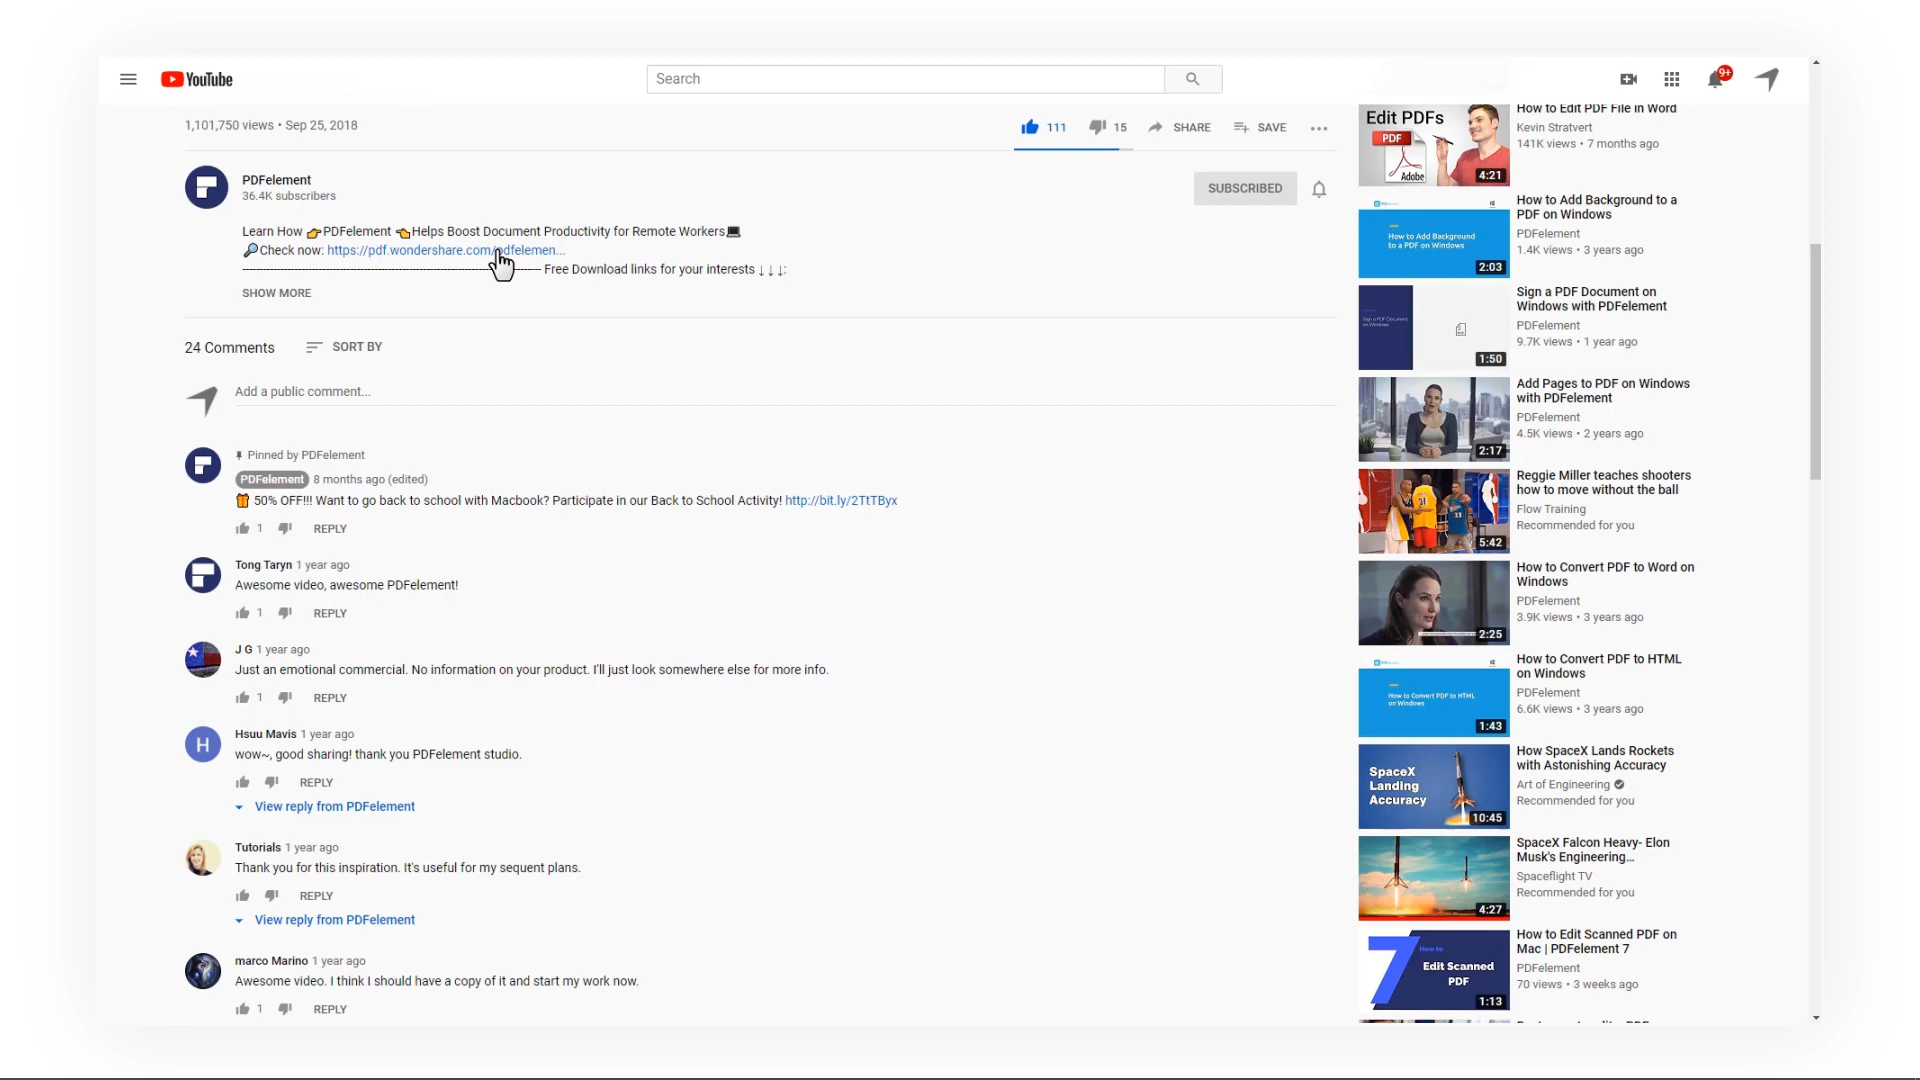 YouTube
Search
9+
1,101,750 views • Sep 25, 2018
111
15
SHARE
SAVE
PDFelement
36.4K subscribers
SUBSCRIBED
Learn How 👉PDFelement 👈Helps Boost Document Productivity for Remote Workers💻
🔎Check now: https://pdf.wondershare.com/pdfelemen...
Free Download links for your interests ↓↓↓:
SHOW MORE
24 Comments
SORT BY
Add a public comment...
Pinned by PDFelement
PDFelement 8 months ago (edited)
🎁 50% OFF!!! Want to go back to school with Macbook? Participate in our Back to School Activity! http://bit.ly/2TtTByx
1 REPLY
Tong Taryn 1 year ago
Awesome video, awesome PDFelement!
1 REPLY
J G 1 year ago
Just an emotional commercial. No information on your product. I'll just look somewhere else for more info.
1 REPLY
H
Hsuu Mavis 1 year ago
wow~, good sharing! thank you PDFelement studio.
REPLY
View reply from PDFelement
Tutorials 1 year ago
Thank you for this inspiration. It's useful for my sequent plans.
REPLY
View reply from PDFelement
marco Marino 1 year ago
Awesome video. I think I should have a copy of it and start my work now.
1 REPLY
Edit PDFs
PDF
Adobe
4:21
How to Edit PDF File in Word
Kevin Stratvert
141K views • 7 months ago
How to Add Background
to a PDF on Windows
2:03
How to Add Background to a
PDF on Windows
PDFelement
1.4K views • 3 years ago
1:50
Sign a PDF Document on
Windows with PDFelement
PDFelement
9.7K views • 1 year ago
2:17
Add Pages to PDF on Windows
with PDFelement
PDFelement
4.5K views • 2 years ago
5:42
Reggie Miller teaches shooters
how to move without the ball
Flow Training
Recommended for you
2:25
How to Convert PDF to Word on
Windows
PDFelement
3.9K views • 3 years ago
How to Convert PDF to HTML
on Windows
1:43
How to Convert PDF to HTML
on Windows
PDFelement
6.6K views • 3 years ago
SpaceX
Landing
Accuracy
10:45
How SpaceX Lands Rockets
with Astonishing Accuracy
Art of Engineering
Recommended for you
4:27
SpaceX Falcon Heavy- Elon
Musk's Engineering...
Spaceflight TV
Recommended for you
7
How to
Edit Scanned
PDF
1:13
How to Edit Scanned PDF on
Mac | PDFelement 7
PDFelement
70 views • 3 weeks ago